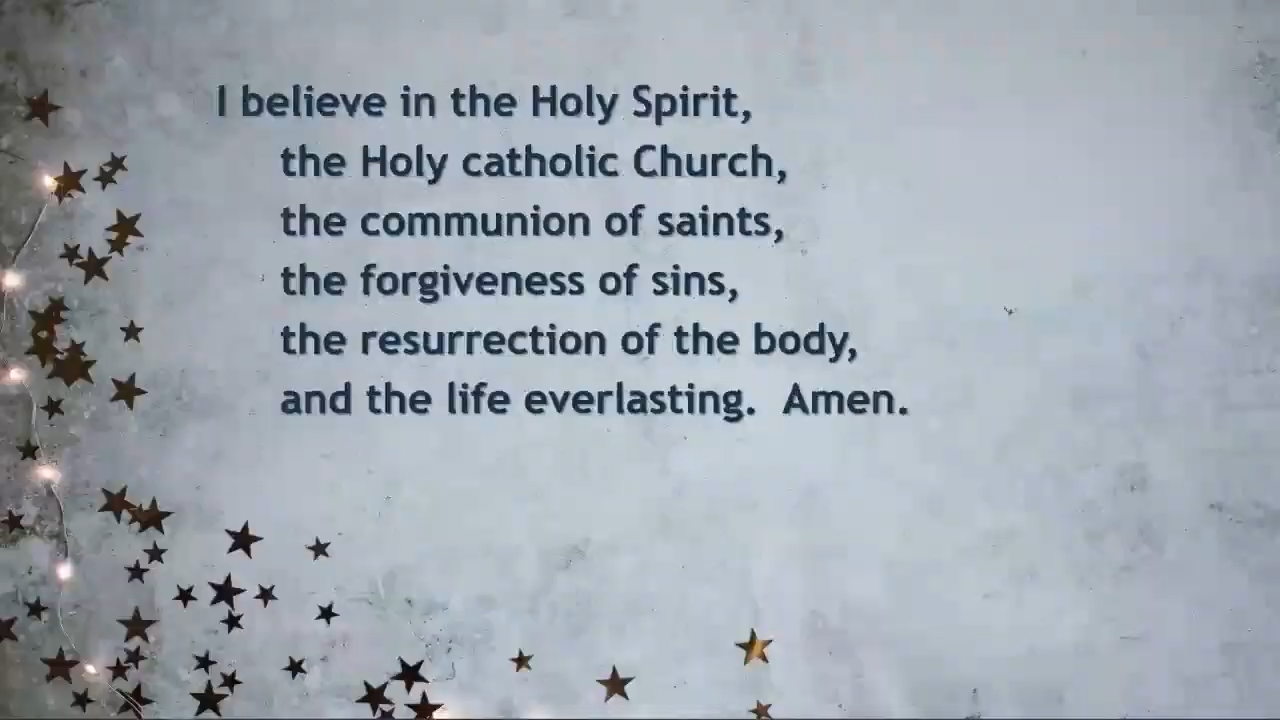 I believe in the Holy Spirit,
the Holy catholic Church,
the communion of saints,
the forgiveness of sins,
the resurrection of the body,
and the life everlasting.  Amen.